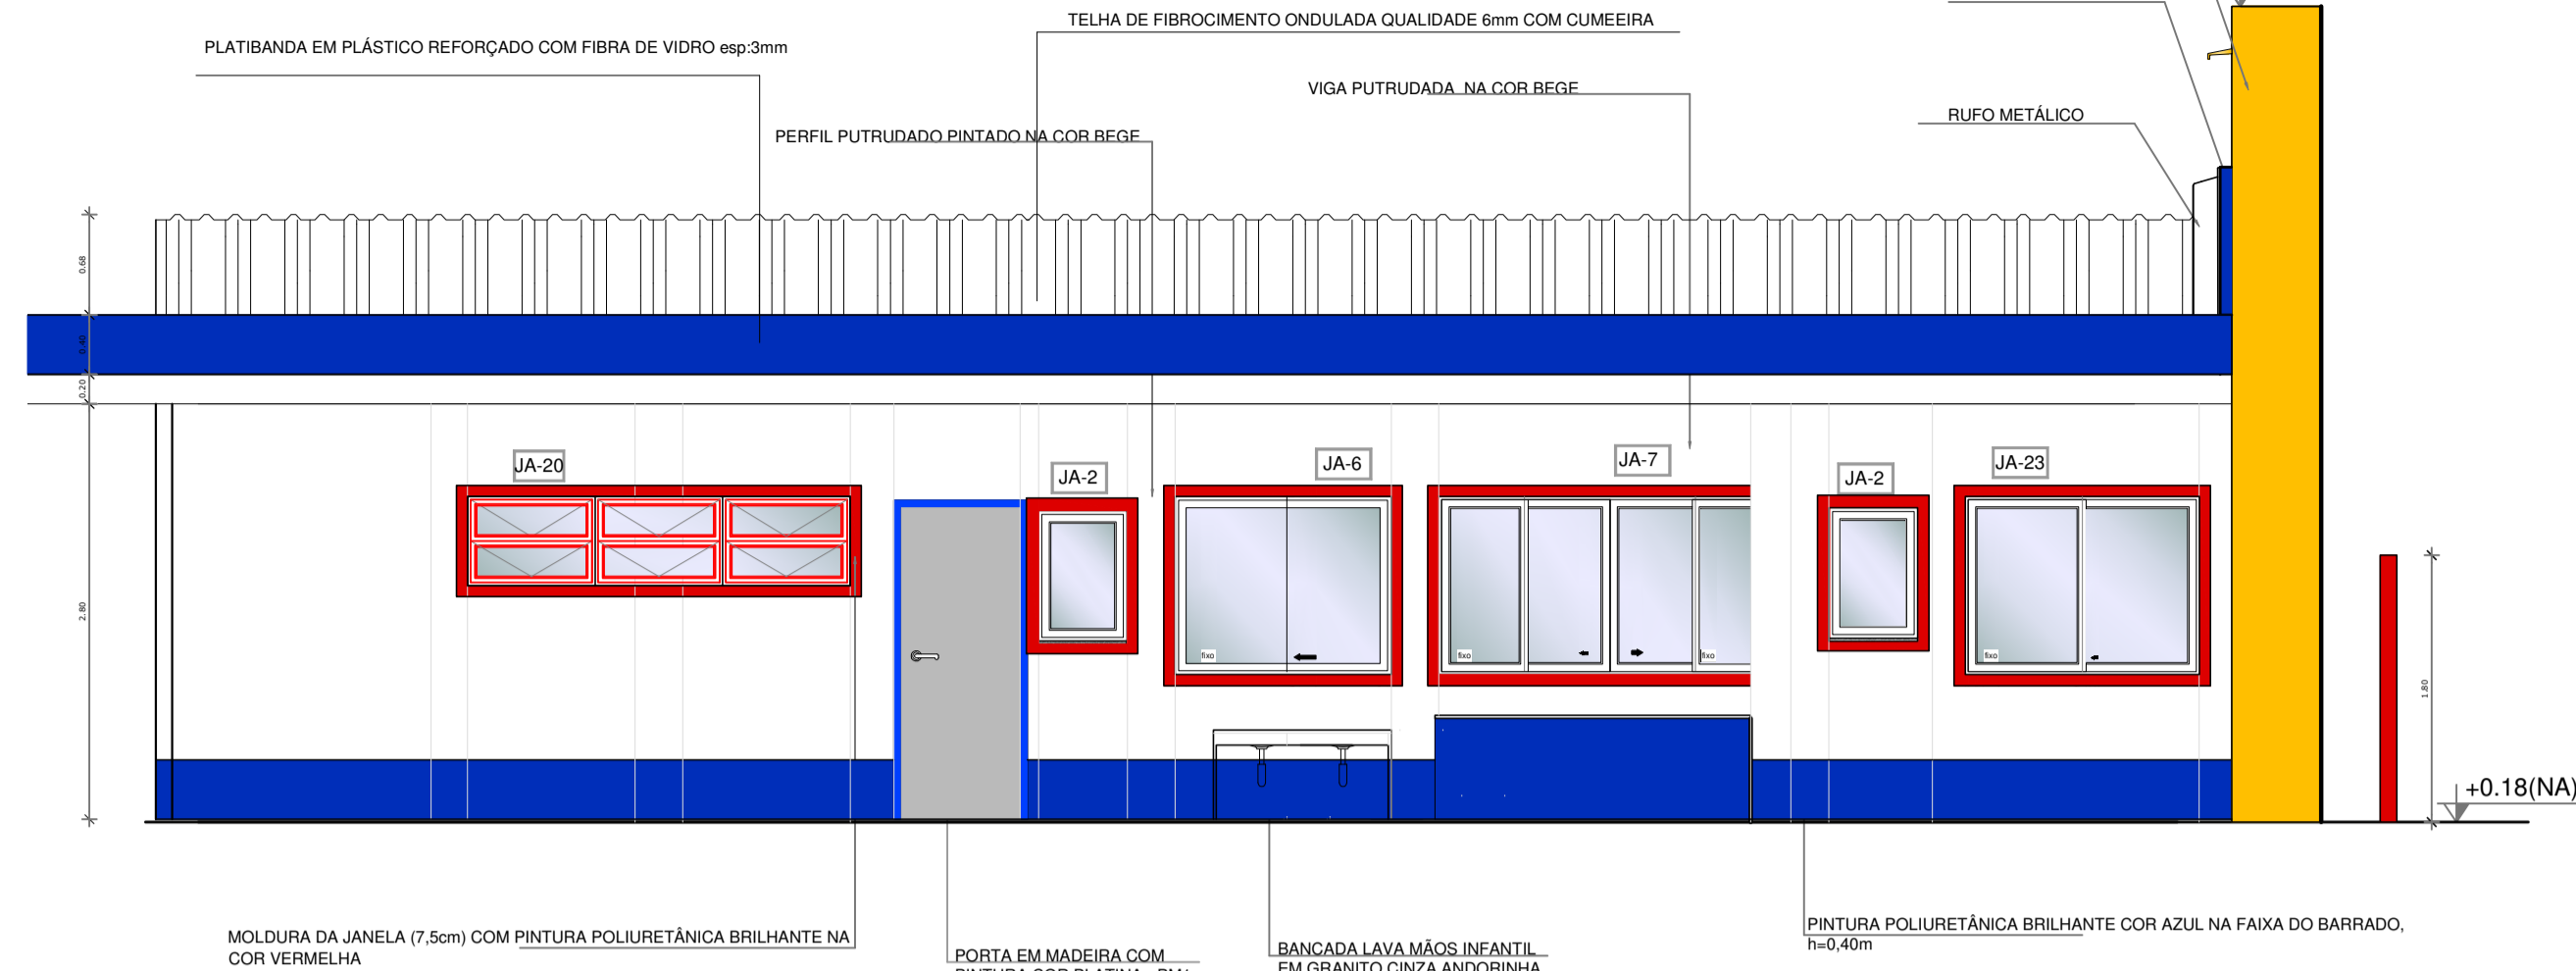 TELHA DE FIBROCIMENTO ONDULADA QUALIDADE 6mm COM CUMEEIRA
PLATIBANDA EM PLÁSTICO REFORÇADO COM FIBRA DE VIDRO esp:3mm
VIGA PUTRUDADA NA COR BEGE
RUFO METÁLICO
PERFIL PUTRUDADO PINTADO NA COR BEGE
0.68
0.40
0.20
2.80
JA-20
JA-2
JA-6
JA-7
JA-2
JA-23
fixo
fixo
fixo
fixo
1.80
+0.18(NA)
MOLDURA DA JANELA (7,5cm) COM PINTURA POLIURETÂNICA BRILHANTE NA
COR VERMELHA
PORTA EM MADEIRA COM
BANCADA LAVA MÃOS INFANTIL
EM GRANITO CINZA ANDORINHA
PINTURA POLIURETÂNICA BRILHANTE COR AZUL NA FAIXA DO BARRADO,
h=0,40m